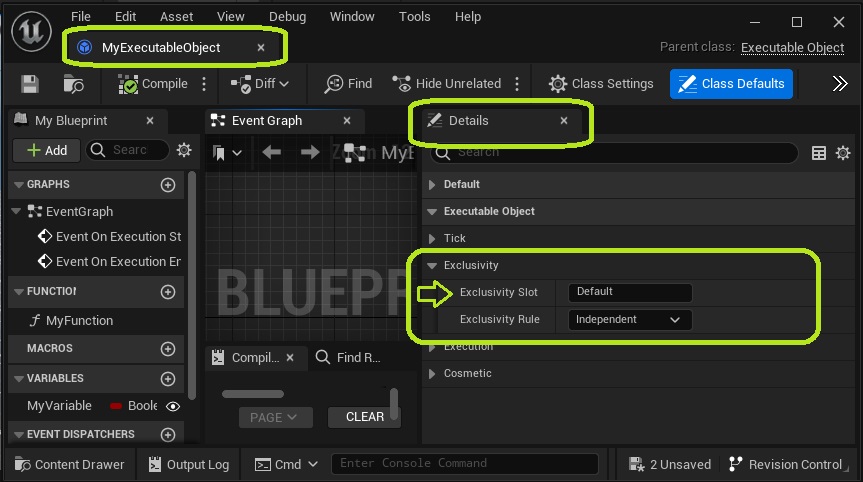 File Edit Asset View Debug Window Tools Help
MyExecutableObject
Parent class: Executable Object
Compile Diff Find Hide Unrelated Class Settings Class Defaults
My Blueprint Event Graph Details
Add Searc Search
Zoom
MyE
GRAPHS
EventGraph
Event On Execution St
Event On Execution Er
FUNCTION
MyFunction
MACROS
VARIABLES
MyVariable Boole
EVENT DISPATCHERS
BLUEPR
Default
Executable Object
Tick
Exclusivity
Exclusivity Slot Default
Exclusivity Rule Independent
Execution
Cosmetic
Compil... Find R...
PAGE CLEAR
Content Drawer Output Log Cmd Enter Console Command 2 Unsaved Revision Control